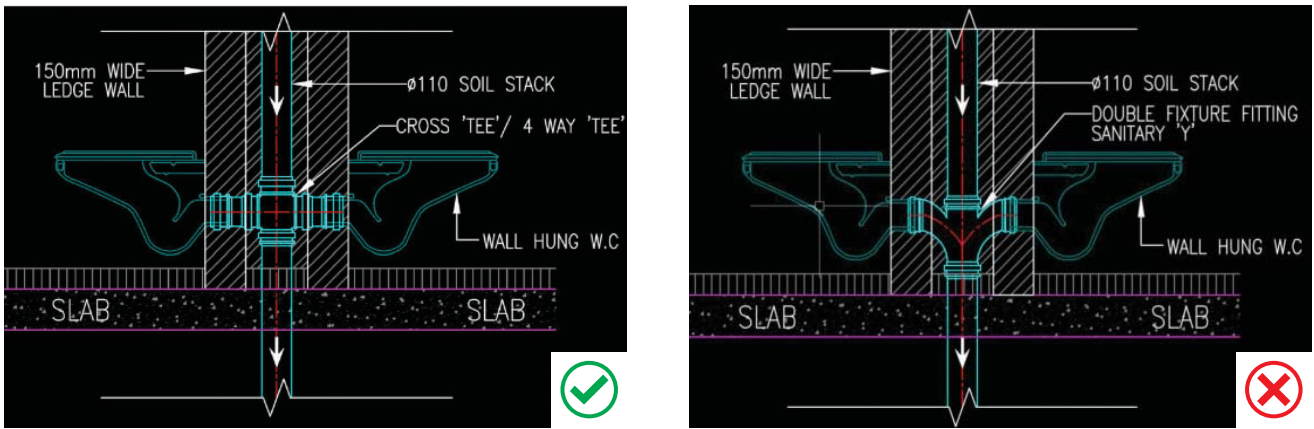 150mm WIDE
LEDGE WALL
Ø110 SOIL STACK
CROSS 'TEE'/ 4 WAY 'TEE'
WALL HUNG W.C
SLAB
SLAB
150mm WIDE
LEDGE WALL
Ø110 SOIL STACK
DOUBLE FIXTURE FITTING
SANITARY 'Y'
WALL HUNG W.C
SLAB
SLAB